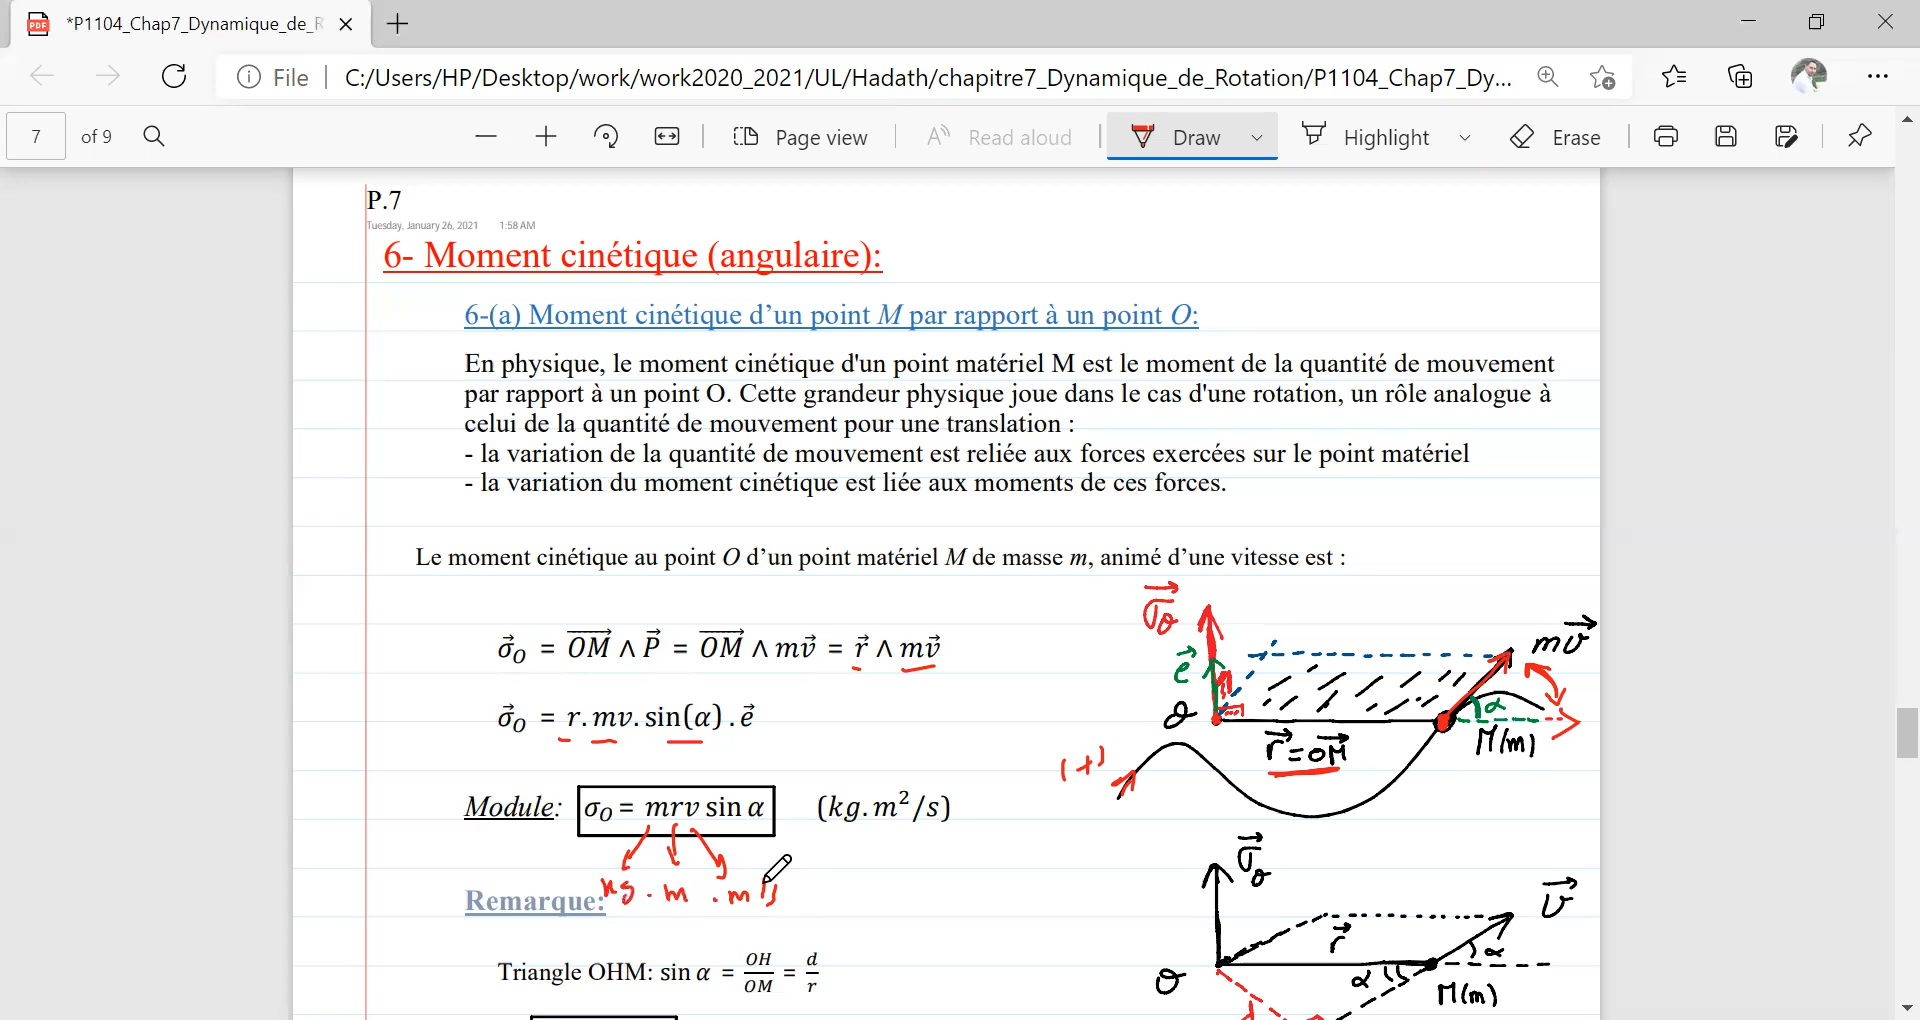 *P1104_Chap7_Dynamique_de_R
File C:/Users/HP/Desktop/work/work2020_2021/UL/Hadath/chapitre7_Dynamique_de_Rotation/P1104_Chap7_Dy...
7 of 9 Page view Read aloud Draw Highlight Erase
P.7
Tuesday, January 26, 2021 1:58 AM
6- Moment cinétique (angulaire):
6-(a) Moment cinétique d’un point M par rapport à un point O:
En physique, le moment cinétique d'un point matériel M est le moment de la quantité de mouvement
par rapport à un point O. Cette grandeur physique joue dans le cas d'une rotation, un rôle analogue à
celui de la quantité de mouvement pour une translation :
- la variation de la quantité de mouvement est reliée aux forces exercées sur le point matériel
- la variation du moment cinétique est liée aux moments de ces forces.
Le moment cinétique au point O d’un point matériel M de masse m, animé d’une vitesse est :
σ⃗_O = OM⃗ ∧ P⃗ = OM⃗ ∧ mv⃗ = r⃗ ∧ mv⃗
σ⃗_O = r.mv.sin(α).e⃗
Module: σ_O = mrv sin α (kg.m²/s)
kg . m . m/s
Remarque:
Triangle OHM: sin α = OH/OM = d/r
σ⃗_O
mv⃗
e⃗
O
α
r⃗ = OM⃗
M(m)
(+)
σ⃗_O
v⃗
r⃗
α
O
α
M(m)
d